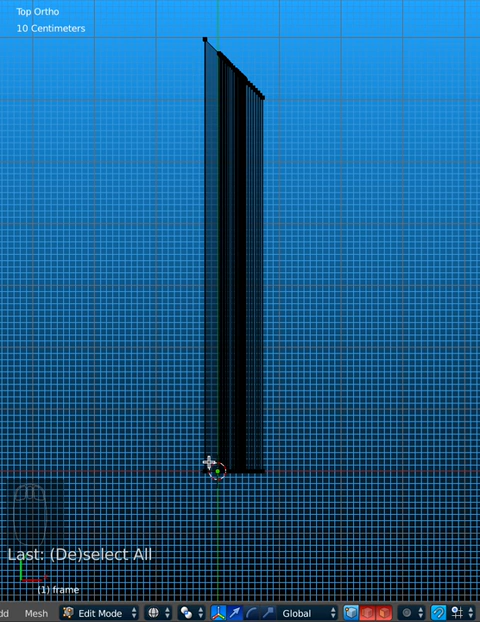 Top Ortho
10 Centimeters
Last: (De)select All
(1) frame
dd Mesh Edit Mode Global